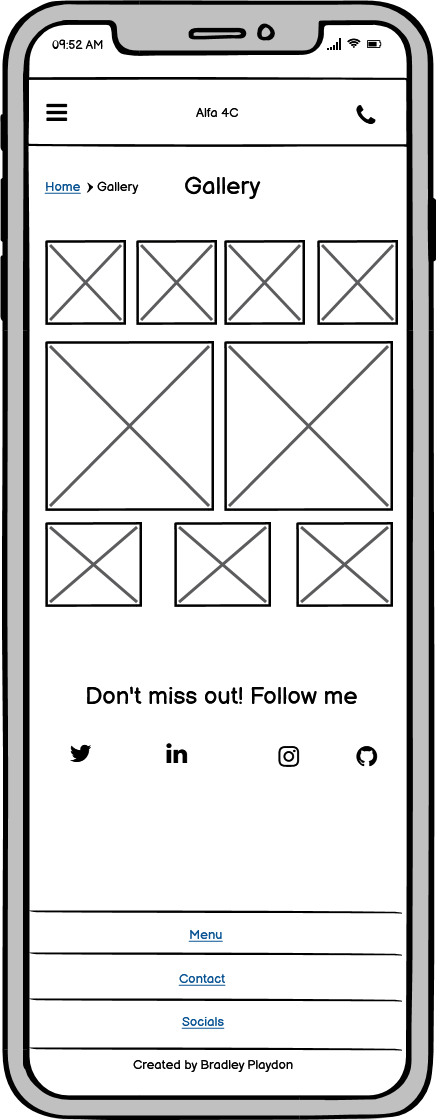 09:52 AM
Alfa 4C
Home > Gallery
Gallery
Don't miss out! Follow me
in
Menu
Contact
Socials
Created by Bradley Playdon